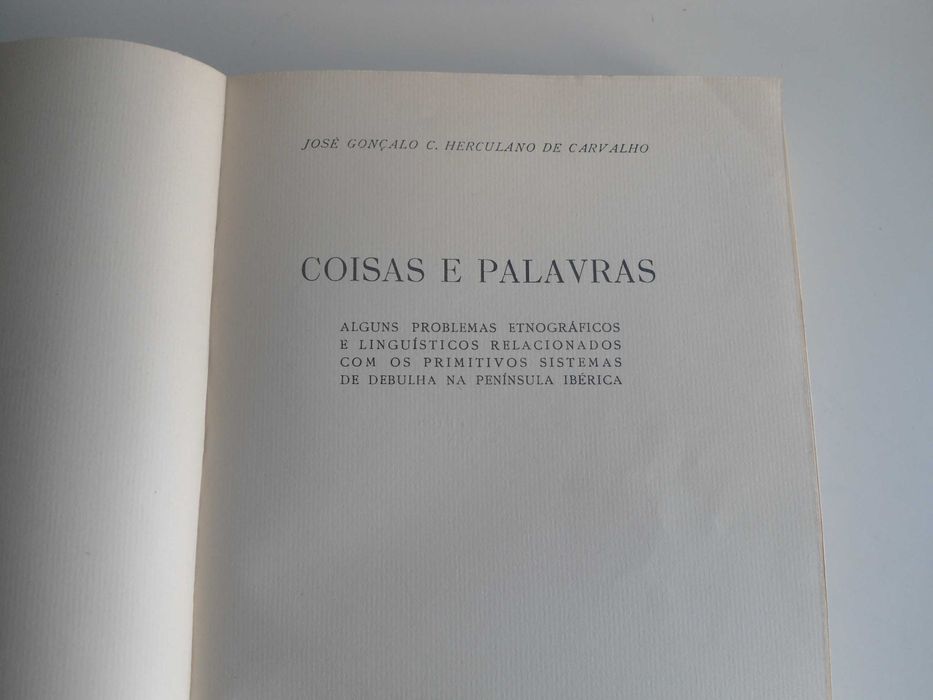 JOSÉ GONÇALO C. HERCULANO DE CARVALHO
COISAS E PALAVRAS
ALGUNS PROBLEMAS ETNOGRÁFICOS
E LINGUÍSTICOS RELACIONADOS
COM OS PRIMITIVOS SISTEMAS
DE DEBULHA NA PENÍNSULA IBÉRICA